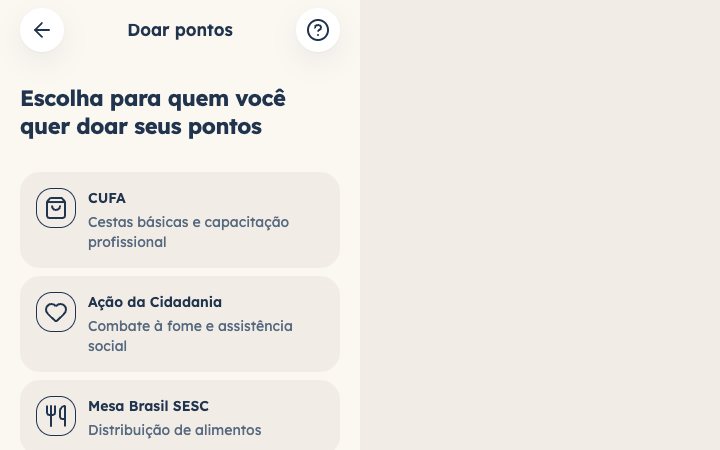 Doar pontos
Escolha para quem você
quer doar seus pontos
CUFA
Cestas básicas e capacitação
profissional
Ação da Cidadania
Combate à fome e assistência
social
Mesa Brasil SESC
Distribuição de alimentos